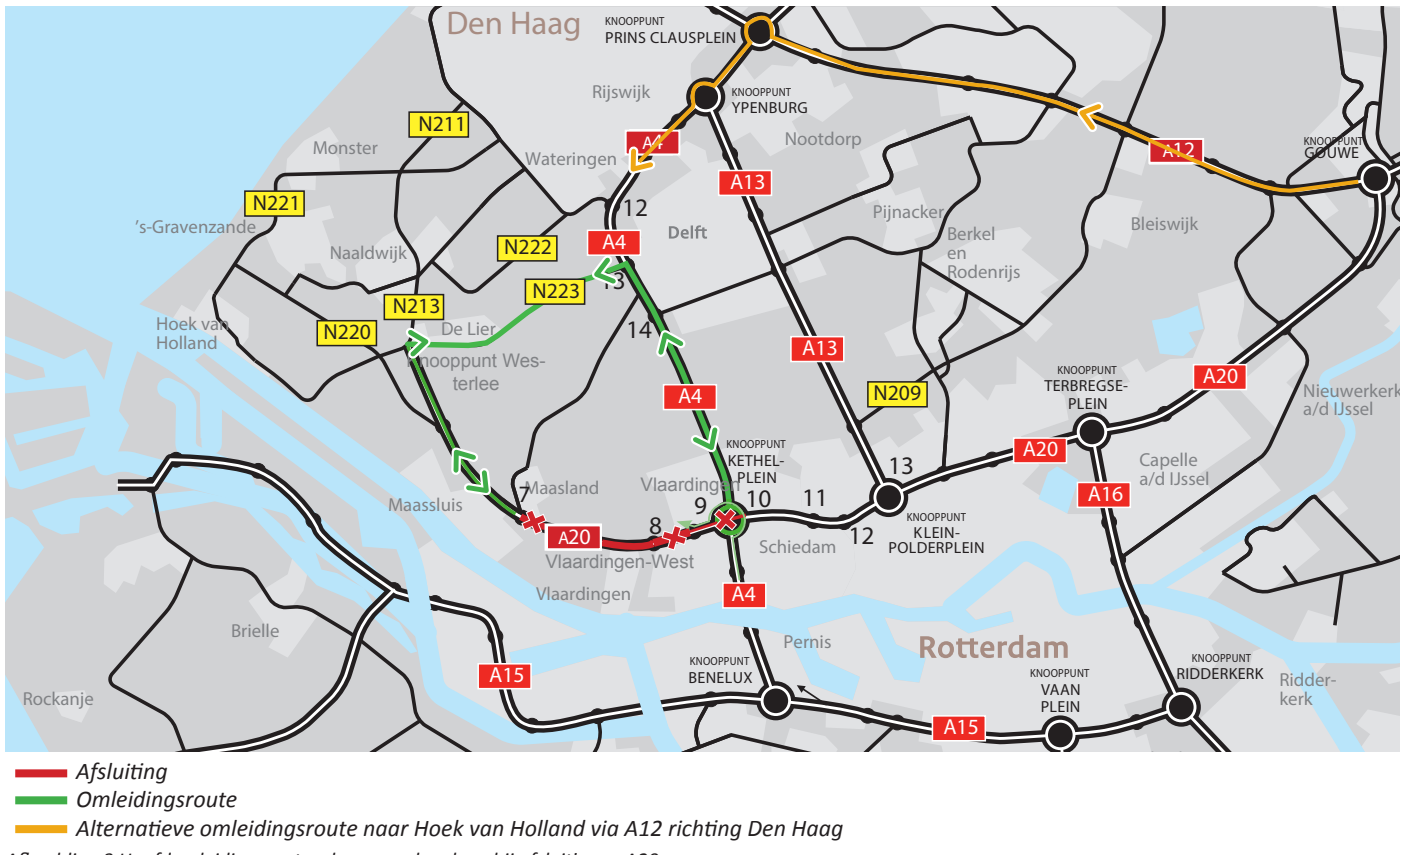 Den Haag
KNOOPPUNT
PRINS CLAUSPLEIN
Rijswijk
KNOOPPUNT
YPENBURG
N211
Monster
Wateringen
A4
Nootdorp
A12
KNOOPPUNT
GOUWE
A13
N221
's-Gravenzande
12
Delft
Pijnacker
Bleiswijk
Naaldwijk
N222
A4
Berkel
en
Rodenrijs
N223
13
N213
Hoek van
Holland
N220
De Lier
14
Knooppunt Wes-
terlee
A13
KNOOPPUNT
TERBREGSE-
PLEIN
A20
Nieuwerkerk
a/d IJssel
A4
N209
KNOOPPUNT
KETHEL-
PLEIN
A20
Capelle
a/d IJssel
13
Maasland
7
Vlaardingen
9
10
11
A16
Maassluis
8
12
KNOOPPUNT
KLEIN-
POLDERPLEIN
A20
Schiedam
Vlaardingen-West
Vlaardingen
A4
Brielle
Pernis
Rotterdam
A15
KNOOPPUNT
BENELUX
KNOOPPUNT
VAAN
PLEIN
KNOOPPUNT
RIDDERKERK
Ridder-
kerk
Rockanje
A15
Afsluiting
Omleidingsroute
Alternatieve omleidingsroute naar Hoek van Holland via A12 richting Den Haag